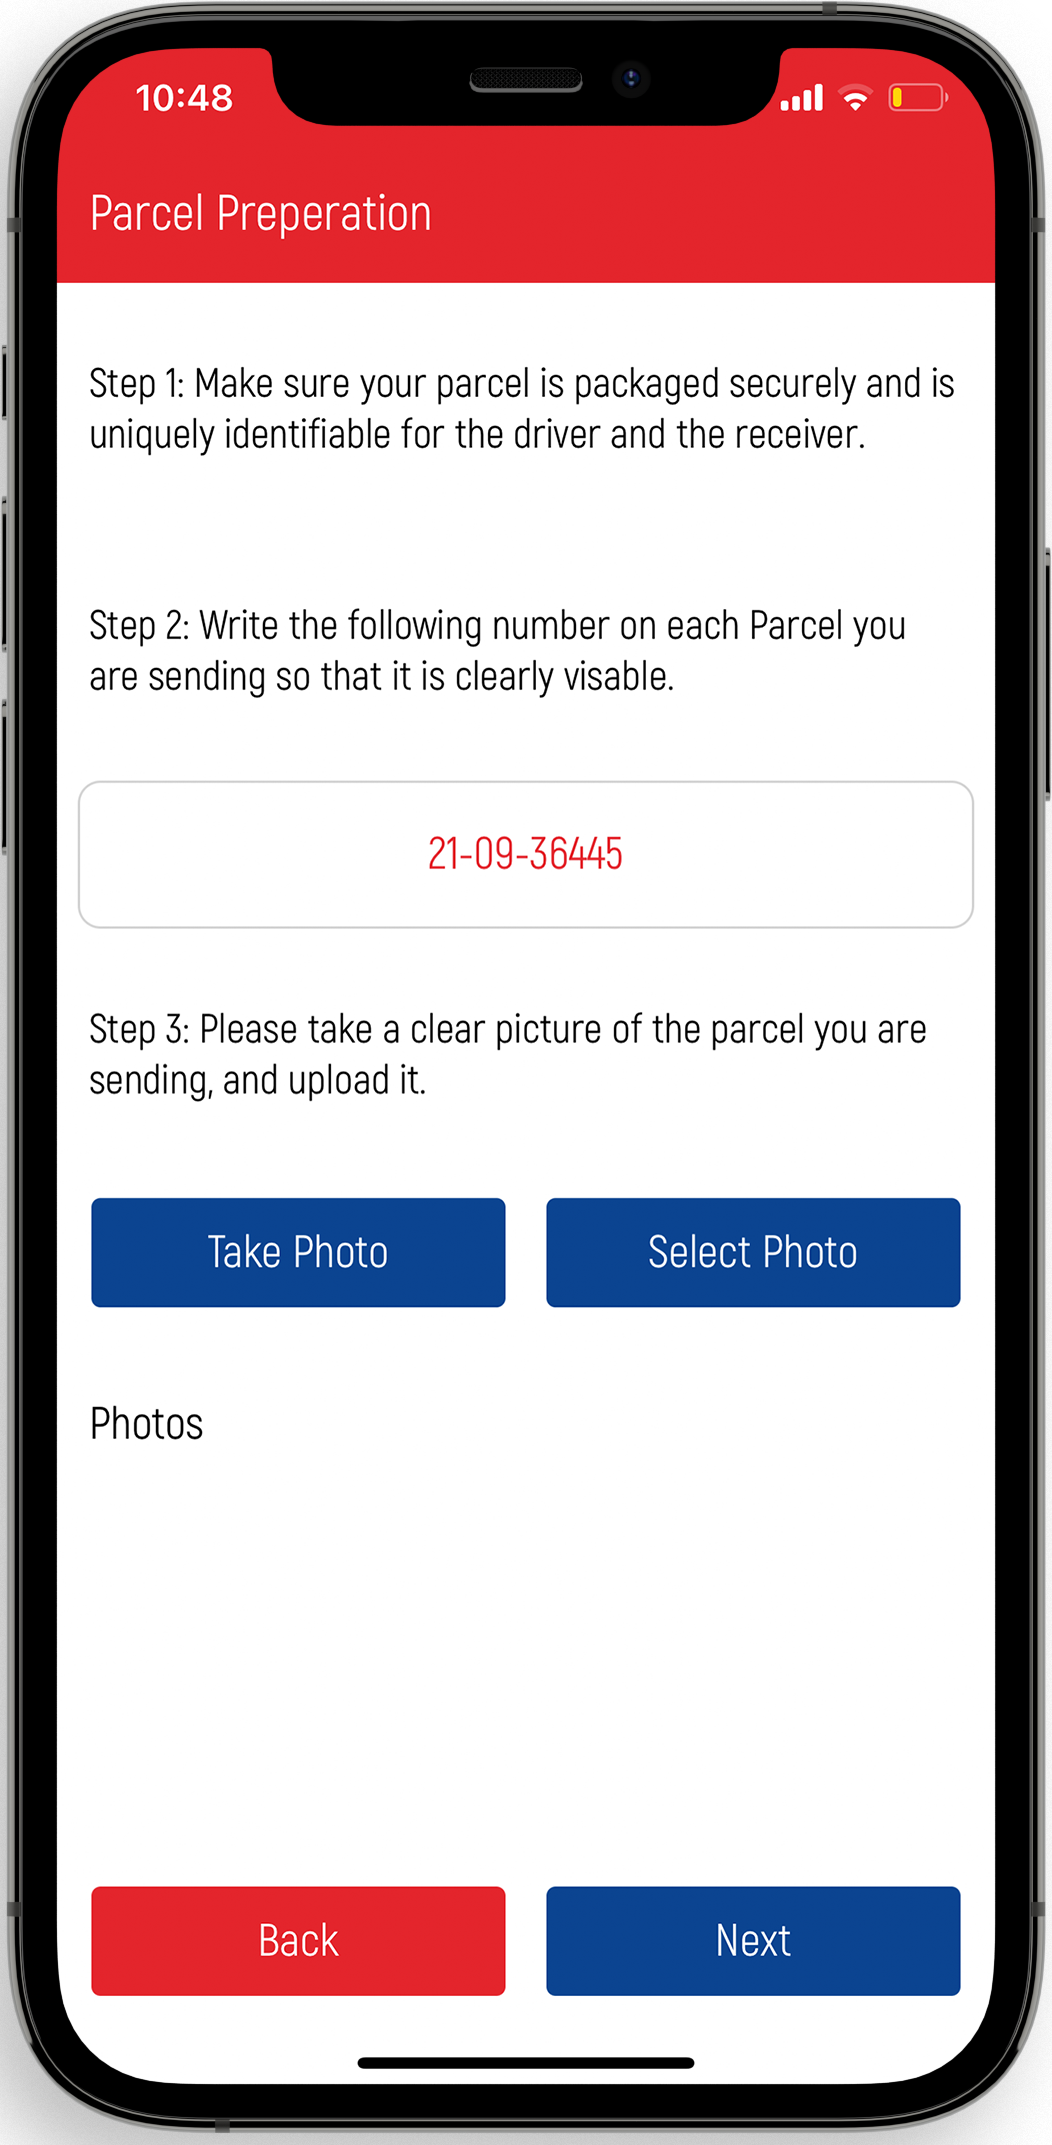 10:48
Parcel Preperation
Step 1: Make sure your parcel is packaged securely and is
uniquely identifiable for the driver and the receiver.
Step 2: Write the following number on each Parcel you
are sending so that it is clearly visable.
21-09-36445
Step 3: Please take a clear picture of the parcel you are
sending, and upload it.
Take Photo
Select Photo
Photos
Back
Next